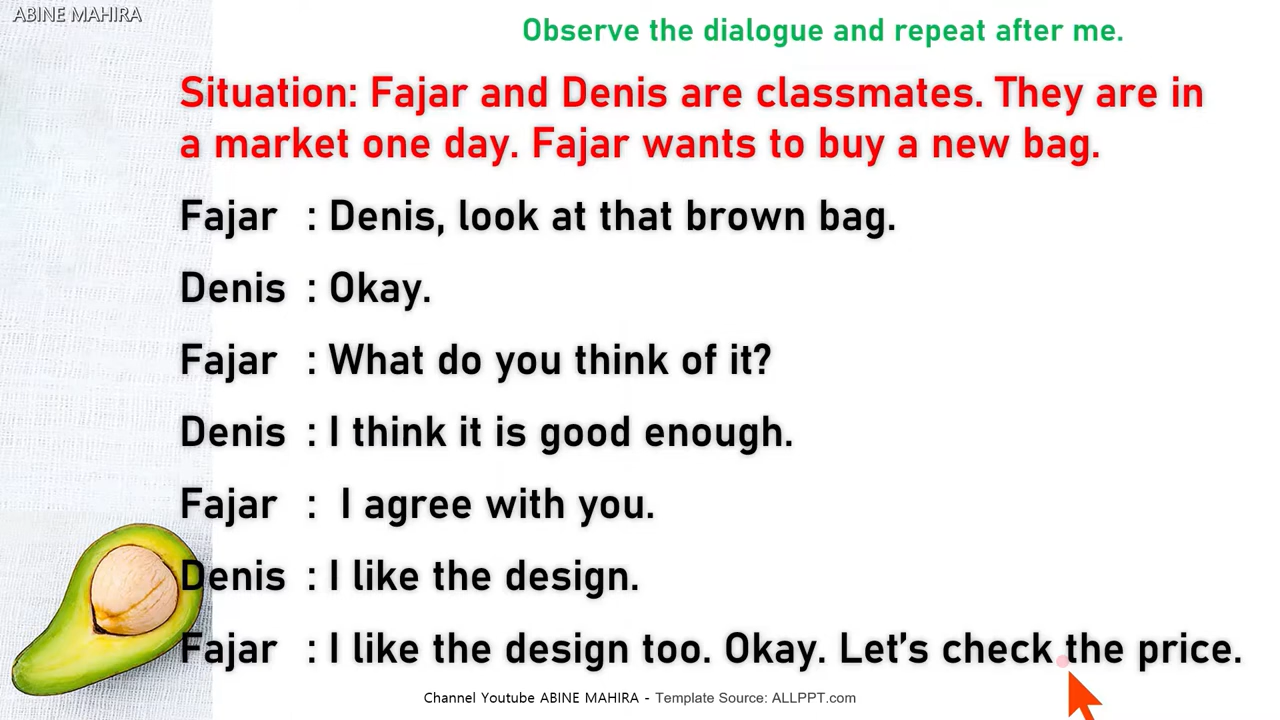 ABINE MAHIRA
Observe the dialogue and repeat after me.
Situation: Fajar and Denis are classmates. They are in
a market one day. Fajar wants to buy a new bag.
Fajar : Denis, look at that brown bag.
Denis : Okay.
Fajar : What do you think of it?
Denis : I think it is good enough.
Fajar : I agree with you.
Denis : I like the design.
Fajar : I like the design too. Okay. Let’s check the price.
Channel Youtube ABINE MAHIRA - Template Source: ALLPPT.com